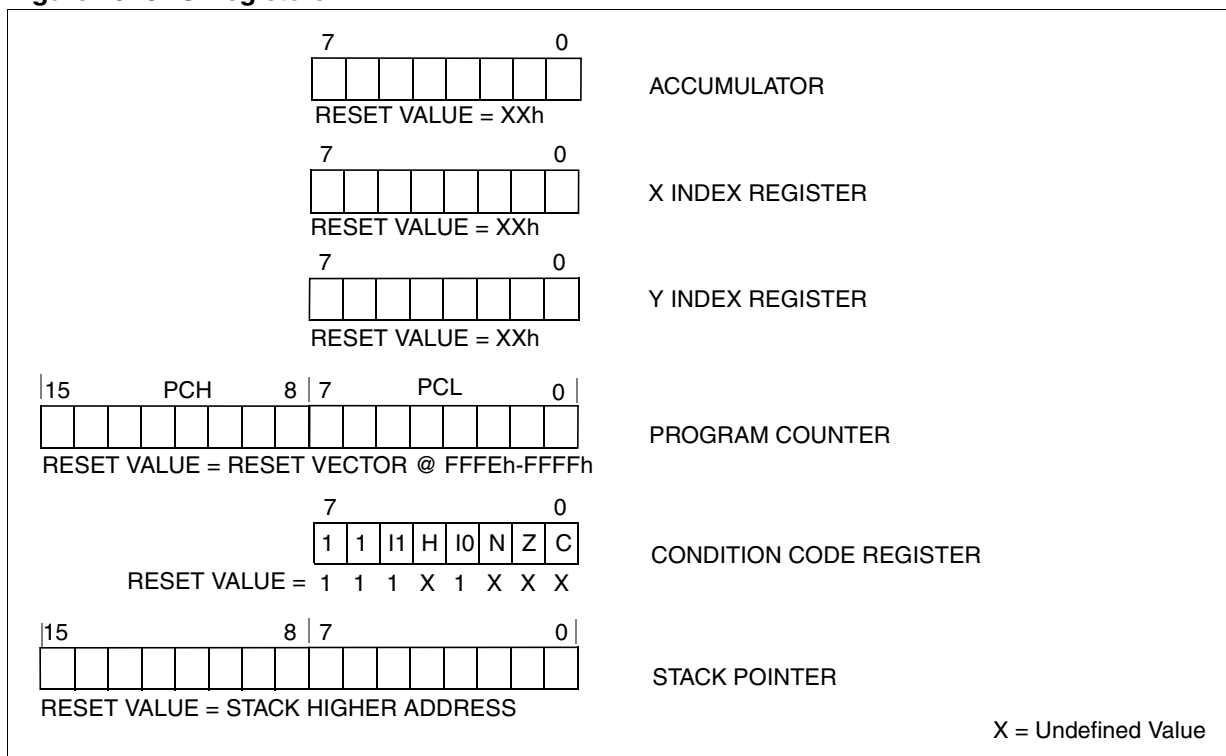 7 0
ACCUMULATOR
RESET VALUE = XXh
7 0
X INDEX REGISTER
RESET VALUE = XXh
7 0
Y INDEX REGISTER
RESET VALUE = XXh
15 PCH 8 7 PCL 0
PROGRAM COUNTER
RESET VALUE = RESET VECTOR @ FFFEh-FFFFh
7 0
1 1 I1 H I0 N Z C
CONDITION CODE REGISTER
RESET VALUE = 1 1 1 X 1 X X X
15 8 7 0
STACK POINTER
RESET VALUE = STACK HIGHER ADDRESS
X = Undefined Value